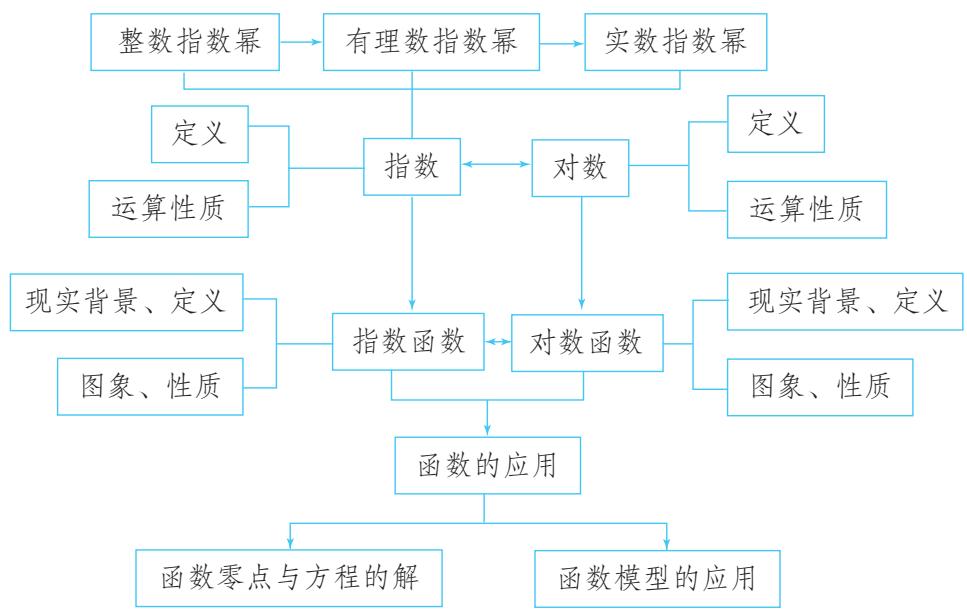 整数指数幂
有理数指数幂
实数指数幂
定义
定义
指数
对数
运算性质
运算性质
现实背景、定义
现实背景、定义
指数函数
对数函数
图象、性质
图象、性质
函数的应用
函数零点与方程的解
函数模型的应用